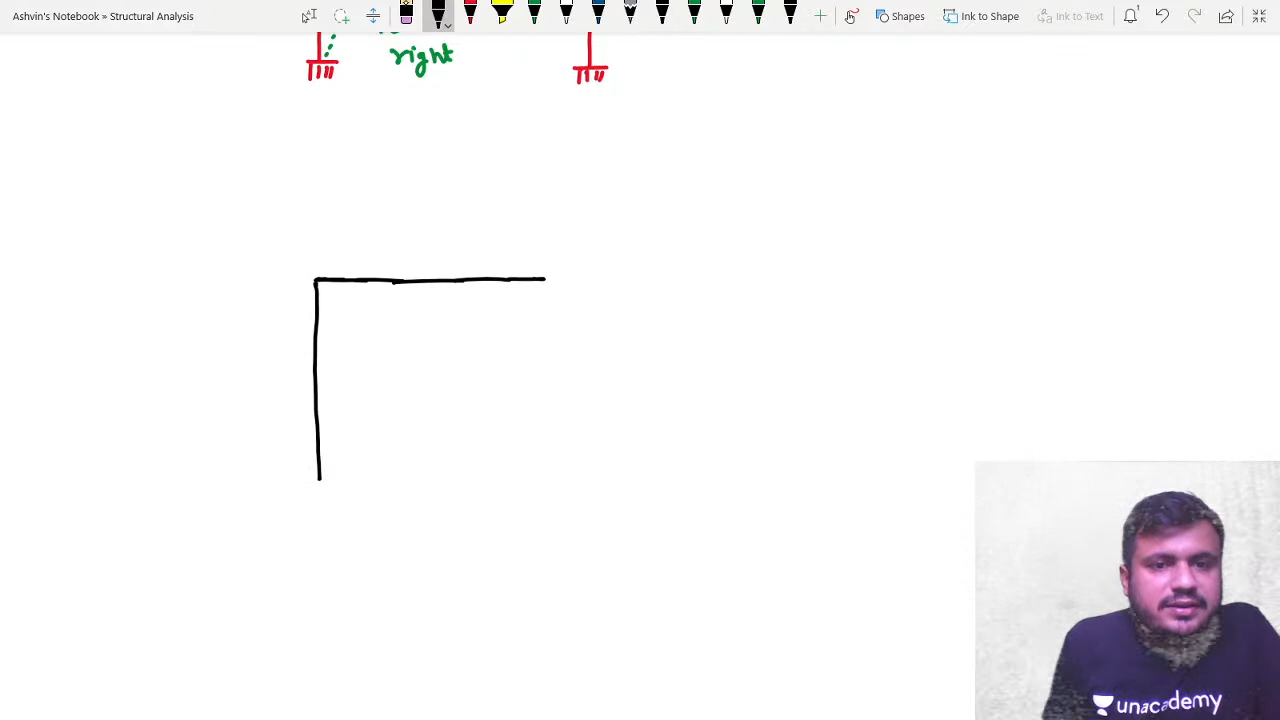 Ashvin's Notebook » Structural Analysis
Shapes
Ink to Shape
Ink to Text
right
unacademy